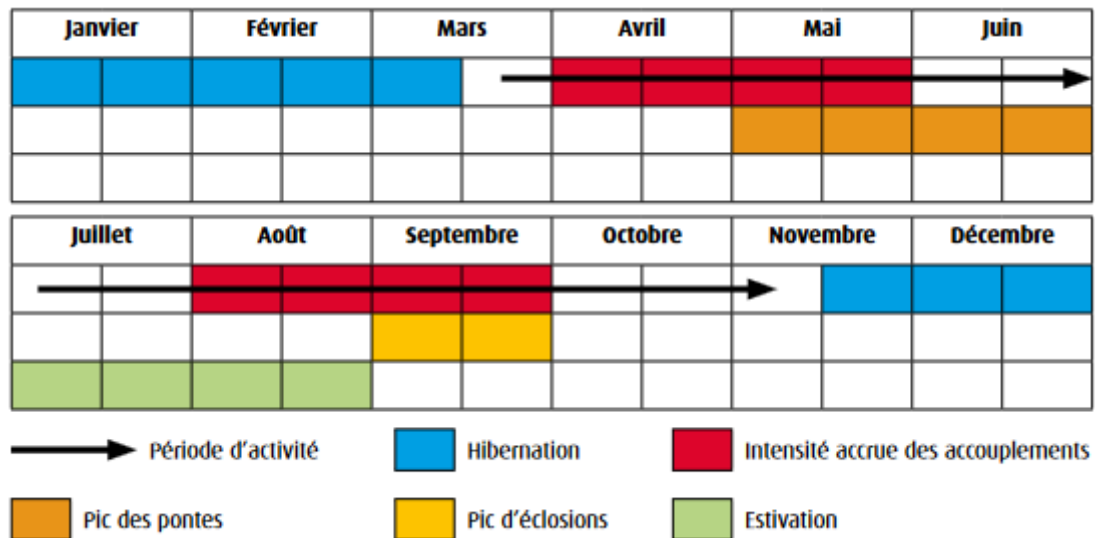 Janvier Février Mars Avril Mai Juin
Juillet Août Septembre Octobre Novembre Décembre
Période d'activité Hibernation Intensité accrue des accouplements
Pic des pontes Pic d'éclosions Estivation